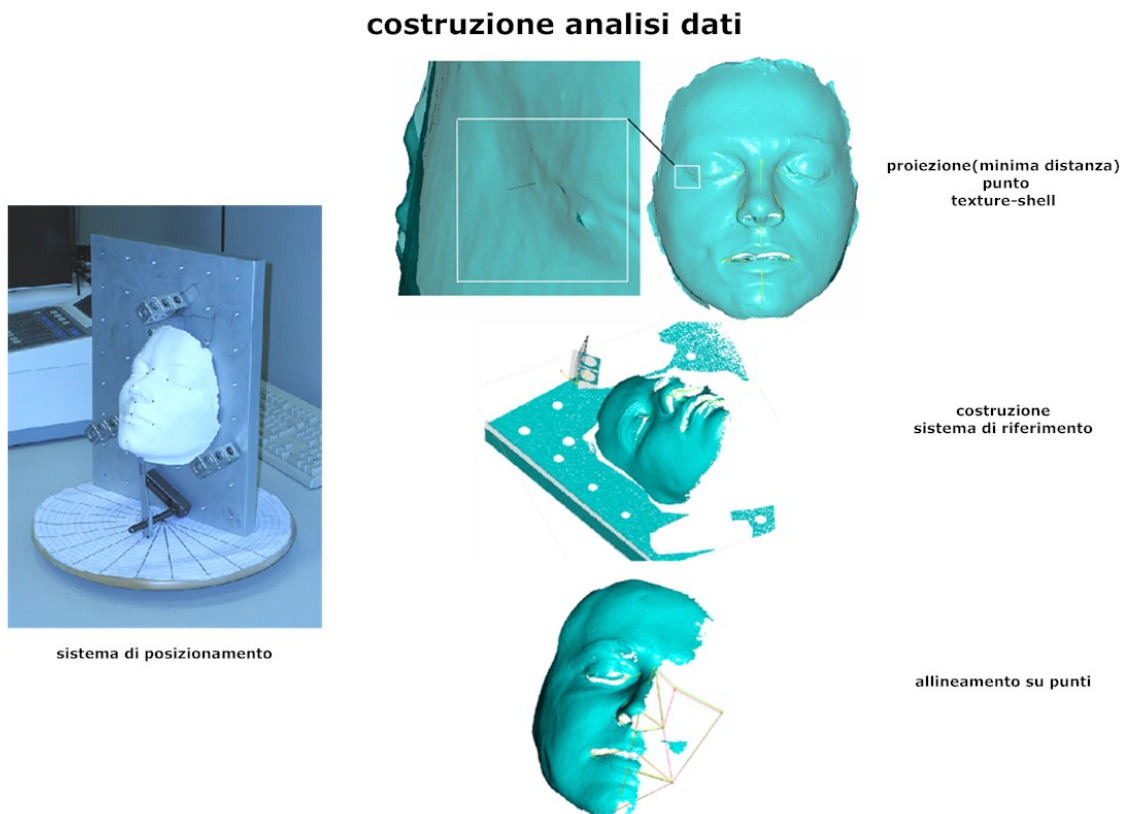 costruzione analisi dati
proiezione(minima distanza)
punto
texture-shell
costruzione
sistema di riferimento
sistema di posizionamento
allineamento su punti